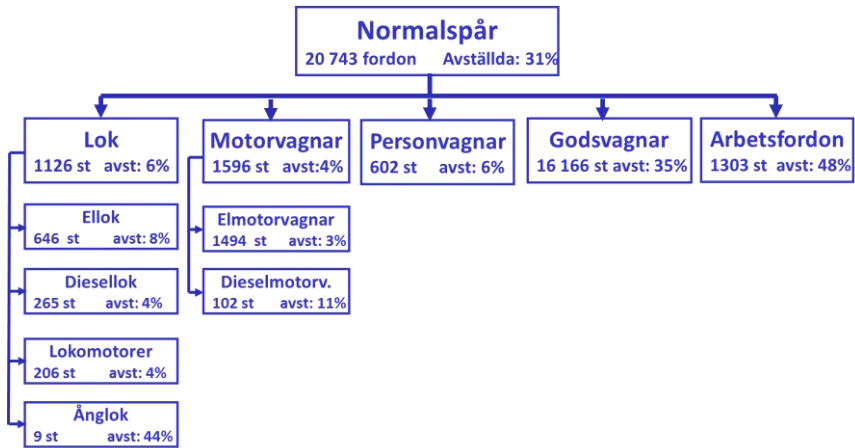 Normalspår
20 743 fordon Avställda: 31%
Lok
1126 st avst: 6%
Motorvagnar
1596 st avst:4%
Personvagnar
602 st avst: 6%
Godsvagnar
16 166 st avst: 35%
Arbetsfordon
1303 st avst: 48%
Ellok
646 st avst: 8%
Diesellok
265 st avst: 4%
Lokomotorer
206 st avst: 4%
Ånglok
9 st avst: 44%
Elmotorvagnar
1494 st avst: 3%
Dieselmotorv.
102 st avst: 11%